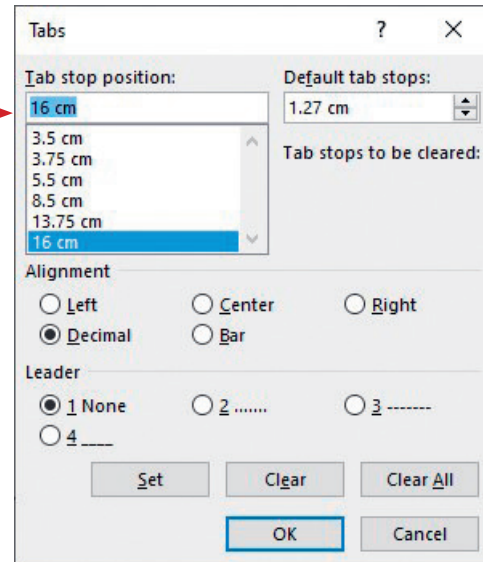 Tabs ? ×
Tab stop position: Default tab stops:
16 cm 1.27 cm
3.5 cm Tab stops to be cleared:
3.75 cm
5.5 cm
8.5 cm
13.75 cm
16 cm
Alignment
Left Center Right
Decimal Bar
Leader
1 None 2 ....... 3 -------
4 ____
Set Clear Clear All
OK Cancel